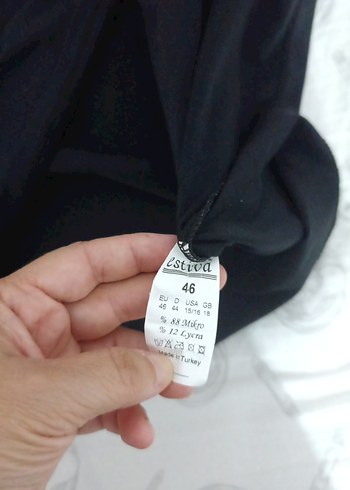 estiva
46
EU D USA GB
46 44 15/16 18
% 88 Mikro
% 12 Lycra
Made in Turkey